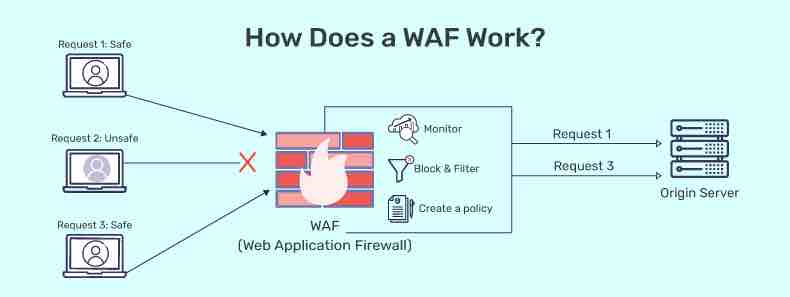 How Does a WAF Work?
Request 1: Safe
Request 2: Unsafe
Request 3: Safe
WAF
(Web Application Firewall)
Monitor
Block & Filter
Create a policy
Request 1
Request 3
Origin Server